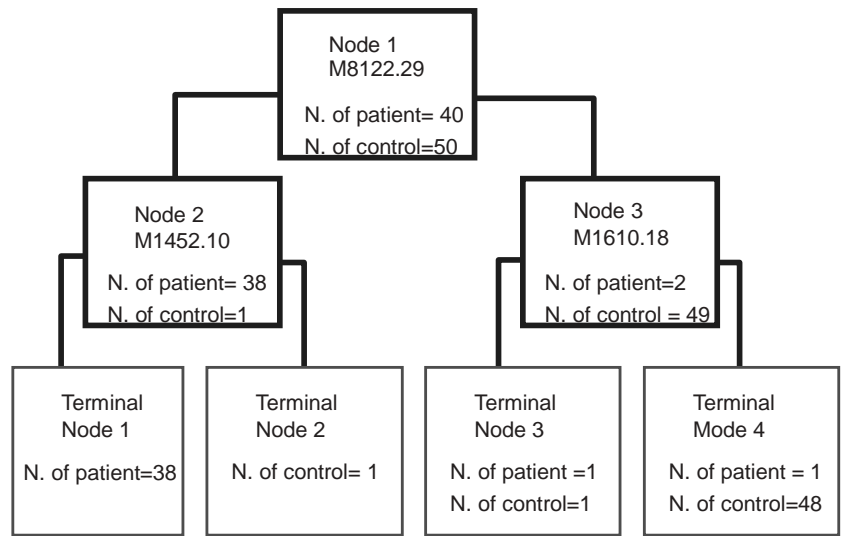 Node 1
M8122.29
N. of patient= 40
N. of control=50
Node 2
M1452.10
N. of patient= 38
N. of control=1
Node 3
M1610.18
N. of patient=2
N. of control = 49
Terminal
Node 1
N. of patient=38
Terminal
Node 2
N. of control= 1
Terminal
Node 3
N. of patient =1
N. of control=1
Terminal
Mode 4
N. of patient = 1
N. of control=48